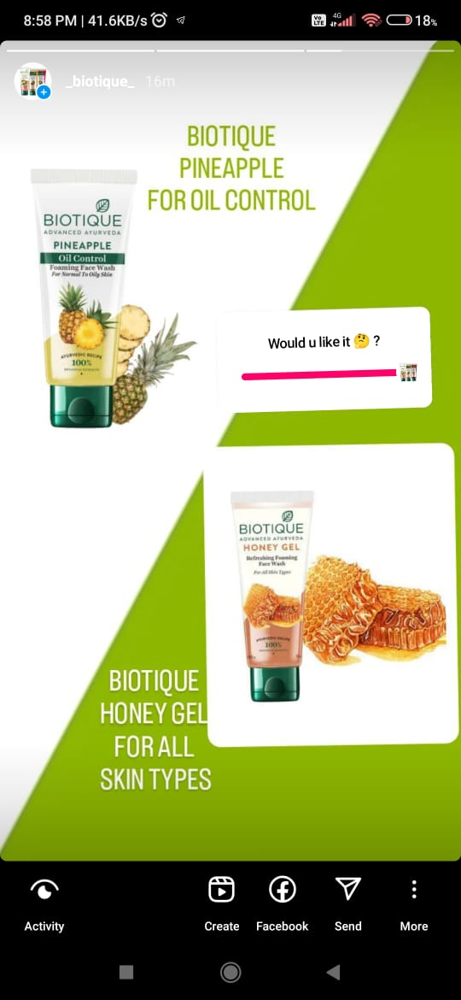 8:58 PM | 41.6KB/s
Vo LTE 4G 18%
_biotique_ 16m
BIOTIQUE
PINEAPPLE
FOR OIL CONTROL
BIOTIQUE
ADVANCED AYURVEDA
PINEAPPLE
Oil Control
Foaming Face Wash
For Normal To Oily Skin
AYURVEDIC RECIPE
100%
BOTANICAL EXTRACTS
Would u like it 🤔 ?
BIOTIQUE
ADVANCED AYURVEDA
HONEY GEL
Refreshing Foaming
Face Wash
For All Skin Types
AYURVEDIC RECIPE
100%
BIOTIQUE
HONEY GEL
FOR ALL
SKIN TYPES
Activity
Create
Facebook
Send
More